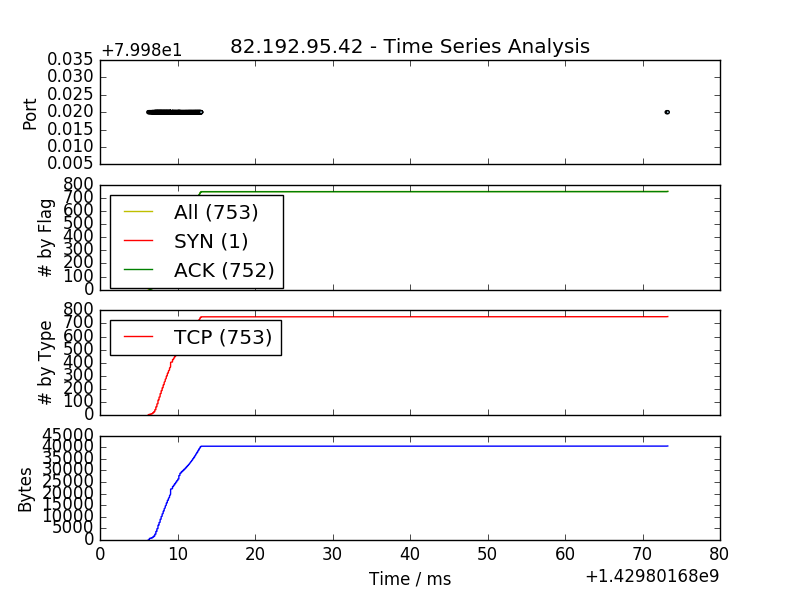 +7.998e1
82.192.95.42 - Time Series Analysis
Port
0.035
0.030
0.025
0.020
0.015
0.010
0.005
# by Flag
800
700
600
500
400
300
200
100
0
All (753)
SYN (1)
ACK (752)
# by Type
800
700
600
500
400
300
200
100
0
TCP (753)
Bytes
45000
40000
35000
30000
25000
20000
15000
10000
5000
0
0 10 20 30 40 50 60 70 80
Time / ms
+1.42980168e9